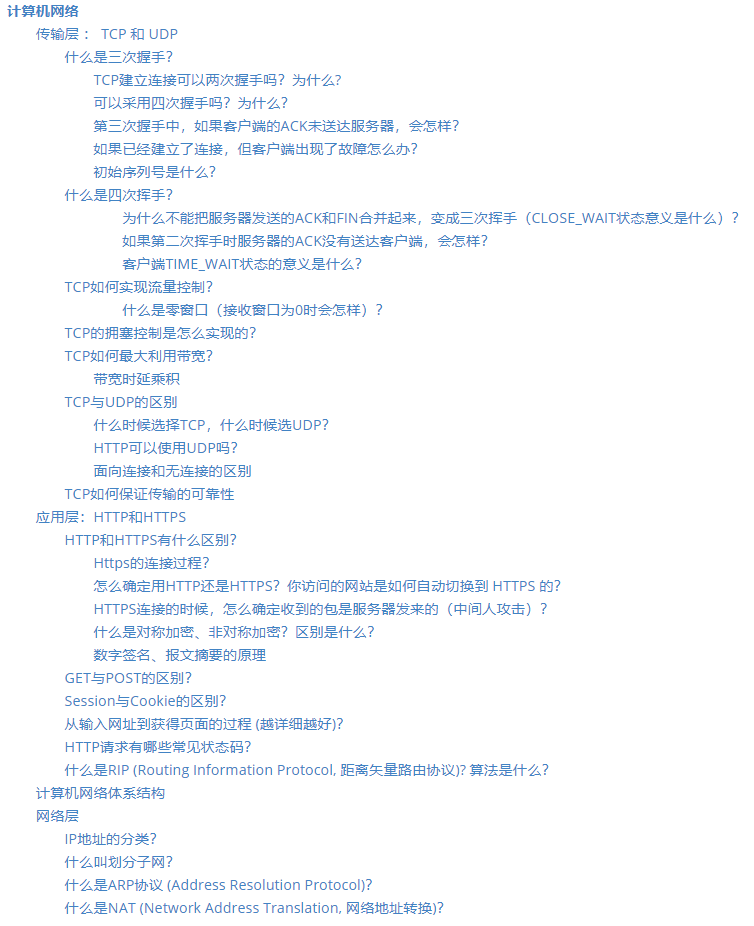 计算机网络
传输层： TCP 和 UDP
什么是三次握手？
TCP建立连接可以两次握手吗？为什么?
可以采用四次握手吗？为什么？
第三次握手中，如果客户端的ACK未送达服务器，会怎样？
如果已经建立了连接，但客户端出现了故障怎么办？
初始序列号是什么？
什么是四次挥手？
为什么不能把服务器发送的ACK和FIN合并起来，变成三次挥手（CLOSE_WAIT状态意义是什么）？
如果第二次挥手时服务器的ACK没有送达客户端，会怎样？
客户端TIME_WAIT状态的意义是什么？
TCP如何实现流量控制？
什么是零窗口（接收窗口为0时会怎样）？
TCP的拥塞控制是怎么实现的？
TCP如何最大利用带宽？
带宽时延乘积
TCP与UDP的区别
什么时候选择TCP，什么时候选UDP？
HTTP可以使用UDP吗？
面向连接和无连接的区别
TCP如何保证传输的可靠性
应用层：HTTP和HTTPS
HTTP和HTTPS有什么区别？
Https的连接过程？
怎么确定用HTTP还是HTTPS？你访问的网站是如何自动切换到 HTTPS 的？
HTTPS连接的时候，怎么确定收到的包是服务器发来的（中间人攻击）？
什么是对称加密、非对称加密？区别是什么？
数字签名、报文摘要的原理
GET与POST的区别？
Session与Cookie的区别？
从输入网址到获得页面的过程 (越详细越好)？
HTTP请求有哪些常见状态码？
什么是RIP (Routing Information Protocol, 距离矢量路由协议)? 算法是什么？
计算机网络体系结构
网络层
IP地址的分类？
什么叫划分子网？
什么是ARP协议 (Address Resolution Protocol)？
什么是NAT (Network Address Translation, 网络地址转换)？